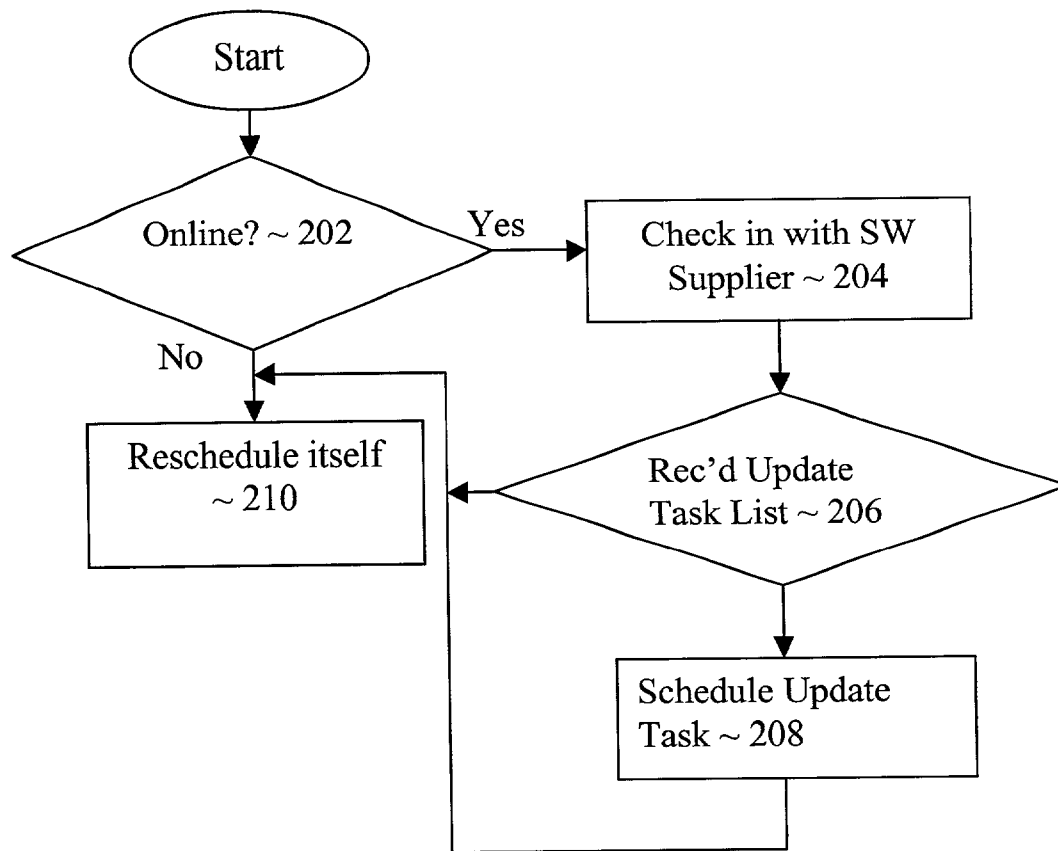 Start
Online? ~ 202
Yes
Check in with SW
Supplier ~ 204
No
Reschedule itself
~ 210
Rec’d Update
Task List ~ 206
Schedule Update
Task ~ 208